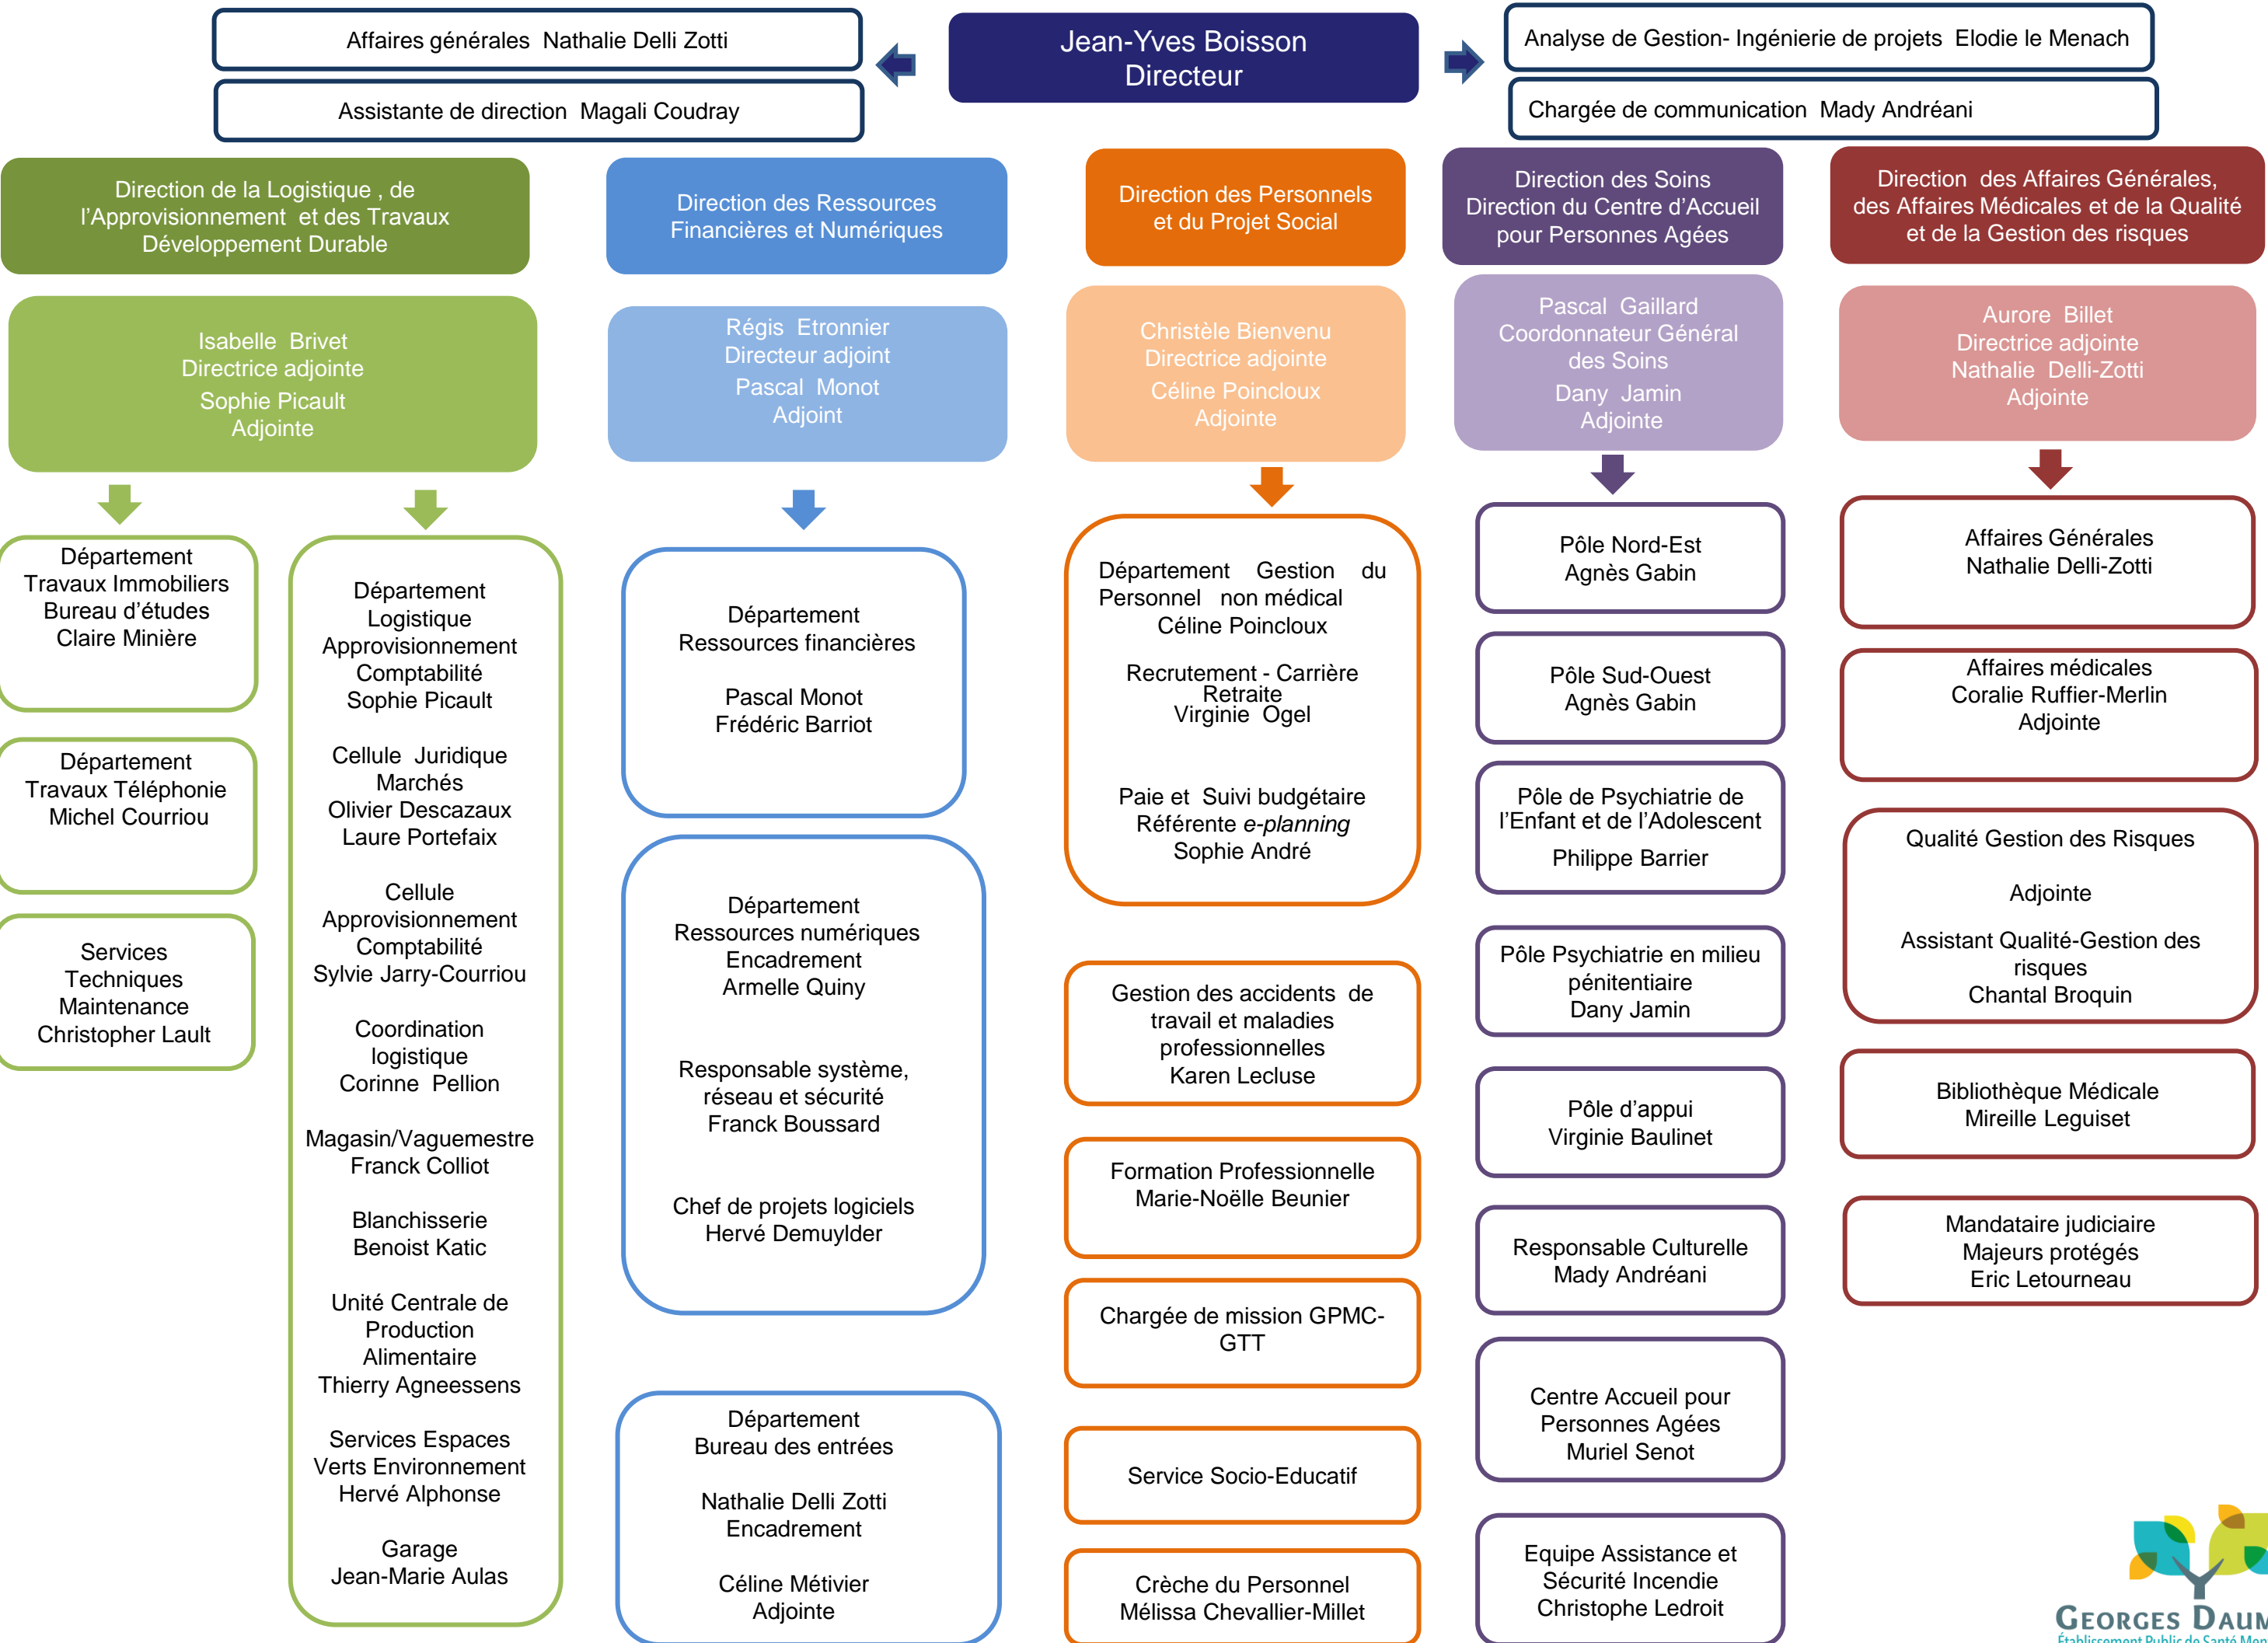 Affaires générales  Nathalie Delli Zotti
Assistante de direction  Magali Coudray
Jean-Yves Boisson
Directeur
Analyse de Gestion- Ingénierie de projets  Elodie le Menach
Chargée de communication  Mady Andréani
Direction de la Logistique , de
l’Approvisionnement  et des Travaux
Développement Durable
Isabelle  Brivet
Directrice adjointe
Sophie Picault
Adjointe
Département
Travaux Immobiliers
Bureau d’études
Claire Minière
Département
Travaux Téléphonie
Michel Courriou
Services
Techniques
Maintenance
Christopher Lault
Département
Logistique
Approvisionnement
Comptabilité
Sophie Picault
Cellule  Juridique
Marchés
Olivier Descazaux
Laure Portefaix
Cellule
Approvisionnement
Comptabilité
Sylvie Jarry-Courriou
Coordination
logistique
Corinne  Pellion
Magasin/Vaguemestre
Franck Colliot
Blanchisserie
Benoist Katic
Unité Centrale de
Production
Alimentaire
Thierry Agneessens
Services Espaces
Verts Environnement
Hervé Alphonse
Garage
Jean-Marie Aulas
Direction des Ressources
Financières et Numériques
Régis  Etronnier
Directeur adjoint
Pascal  Monot
Adjoint
Département
Ressources financières
Pascal Monot
Frédéric Barriot
Département
Ressources numériques
Encadrement
Armelle Quiny
Responsable système,
réseau et sécurité
Franck Boussard
Chef de projets logiciels
Hervé Demuylder
Département
Bureau des entrées
Nathalie Delli Zotti
Encadrement
Céline Métivier
Adjointe
Direction des Personnels
et du Projet Social
Christèle Bienvenu
Directrice adjointe
Céline Poincloux
Adjointe
Département Gestion du
Personnel  non médical
Céline Poincloux
Recrutement - Carrière
Retraite
Virginie  Ogel
Paie et  Suivi budgétaire
Référente e-planning
Sophie André
Gestion des accidents  de
travail et maladies
professionnelles
Karen Lecluse
Formation Professionnelle
Marie-Noëlle Beunier
Chargée de mission GPMC-
GTT
Service Socio-Educatif
Crèche du Personnel
Mélissa Chevallier-Millet
Direction des Soins
Direction du Centre d’Accueil
pour Personnes Agées
Pascal  Gaillard
Coordonnateur Général
des Soins
Dany  Jamin
Adjointe
Pôle Nord-Est
Agnès Gabin
Pôle Sud-Ouest
Agnès Gabin
Pôle de Psychiatrie de
l’Enfant et de l’Adolescent
Philippe Barrier
Pôle Psychiatrie en milieu
pénitentiaire
Dany Jamin
Pôle d’appui
Virginie Baulinet
Responsable Culturelle
Mady Andréani
Centre Accueil pour
Personnes Agées
Muriel Senot
Equipe Assistance et
Sécurité Incendie
Christophe Ledroit
Direction  des Affaires Générales,
des Affaires Médicales et de la Qualité
et de la Gestion des risques
Aurore  Billet
Directrice adjointe
Nathalie  Delli-Zotti
Adjointe
Affaires Générales
Nathalie Delli-Zotti
Affaires médicales
Coralie Ruffier-Merlin
Adjointe
Qualité Gestion des Risques
Adjointe
Assistant Qualité-Gestion des
risques
Chantal Broquin
Bibliothèque Médicale
Mireille Leguiset
Mandataire judiciaire
Majeurs protégés
Eric Letourneau
GEORGES DAUM
Établissement Public de Santé Men